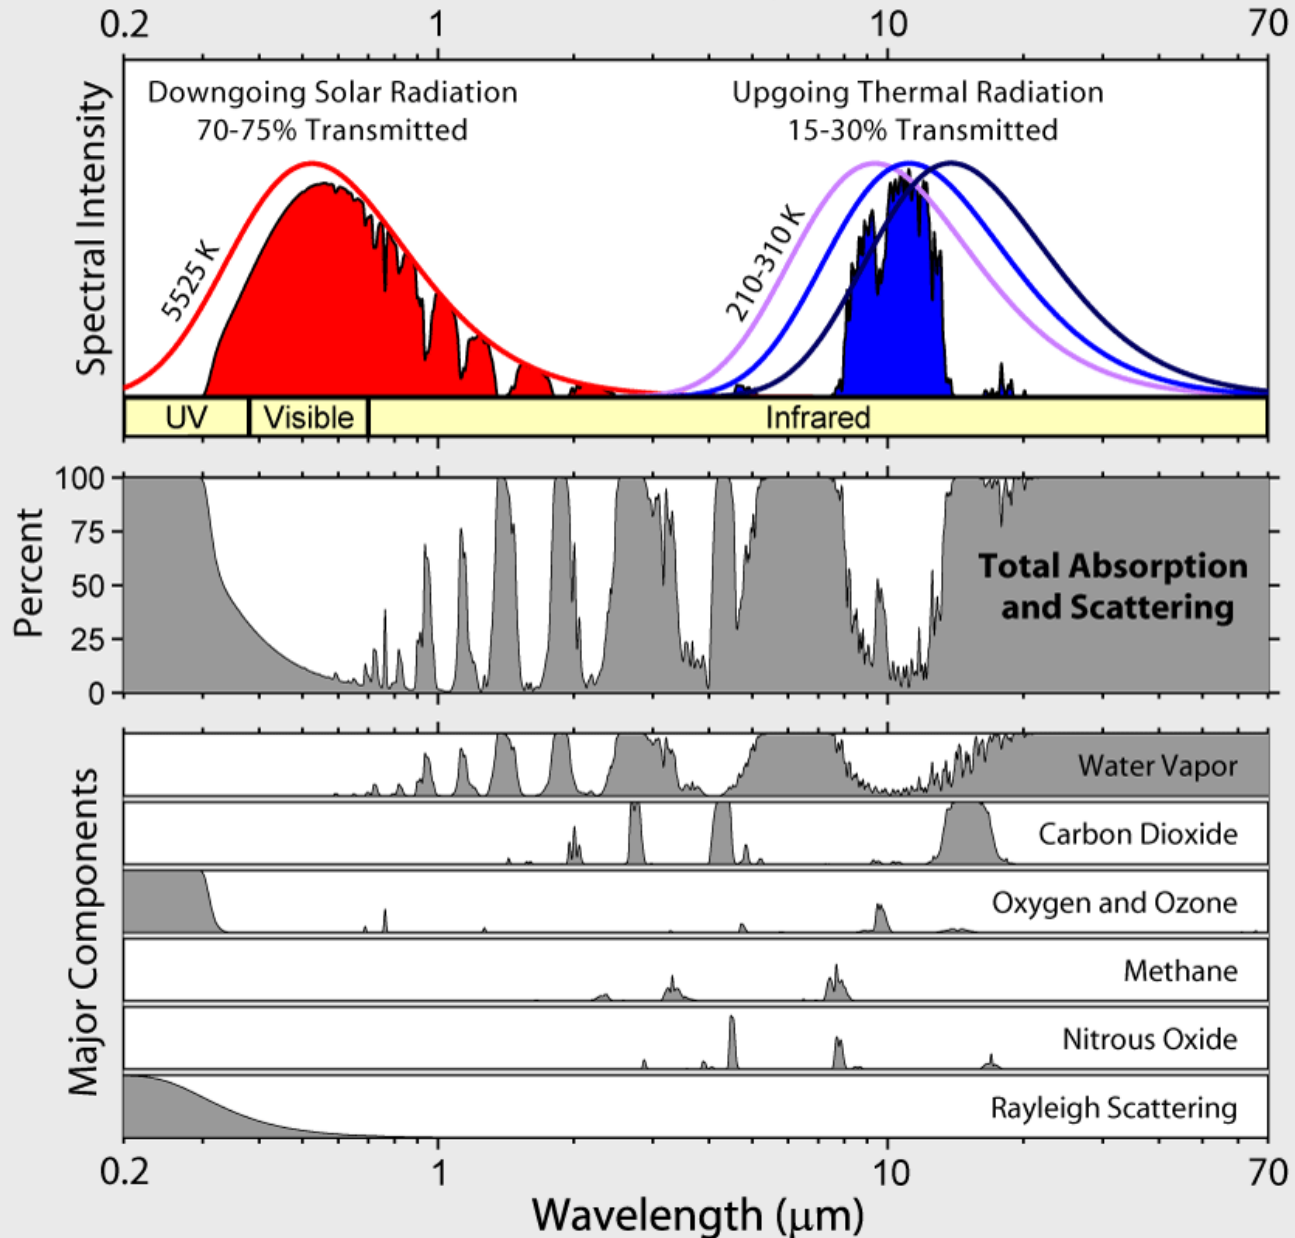 0.2 1 10 70
Spectral Intensity
Downgoing Solar Radiation
70-75% Transmitted
Upgoing Thermal Radiation
15-30% Transmitted
5525 K
210-310 K
UV Visible Infrared
Percent
100
75
50
25
0
Total Absorption
and Scattering
Major Components
Water Vapor
Carbon Dioxide
Oxygen and Ozone
Methane
Nitrous Oxide
Rayleigh Scattering
0.2 1 10 70
Wavelength (μm)